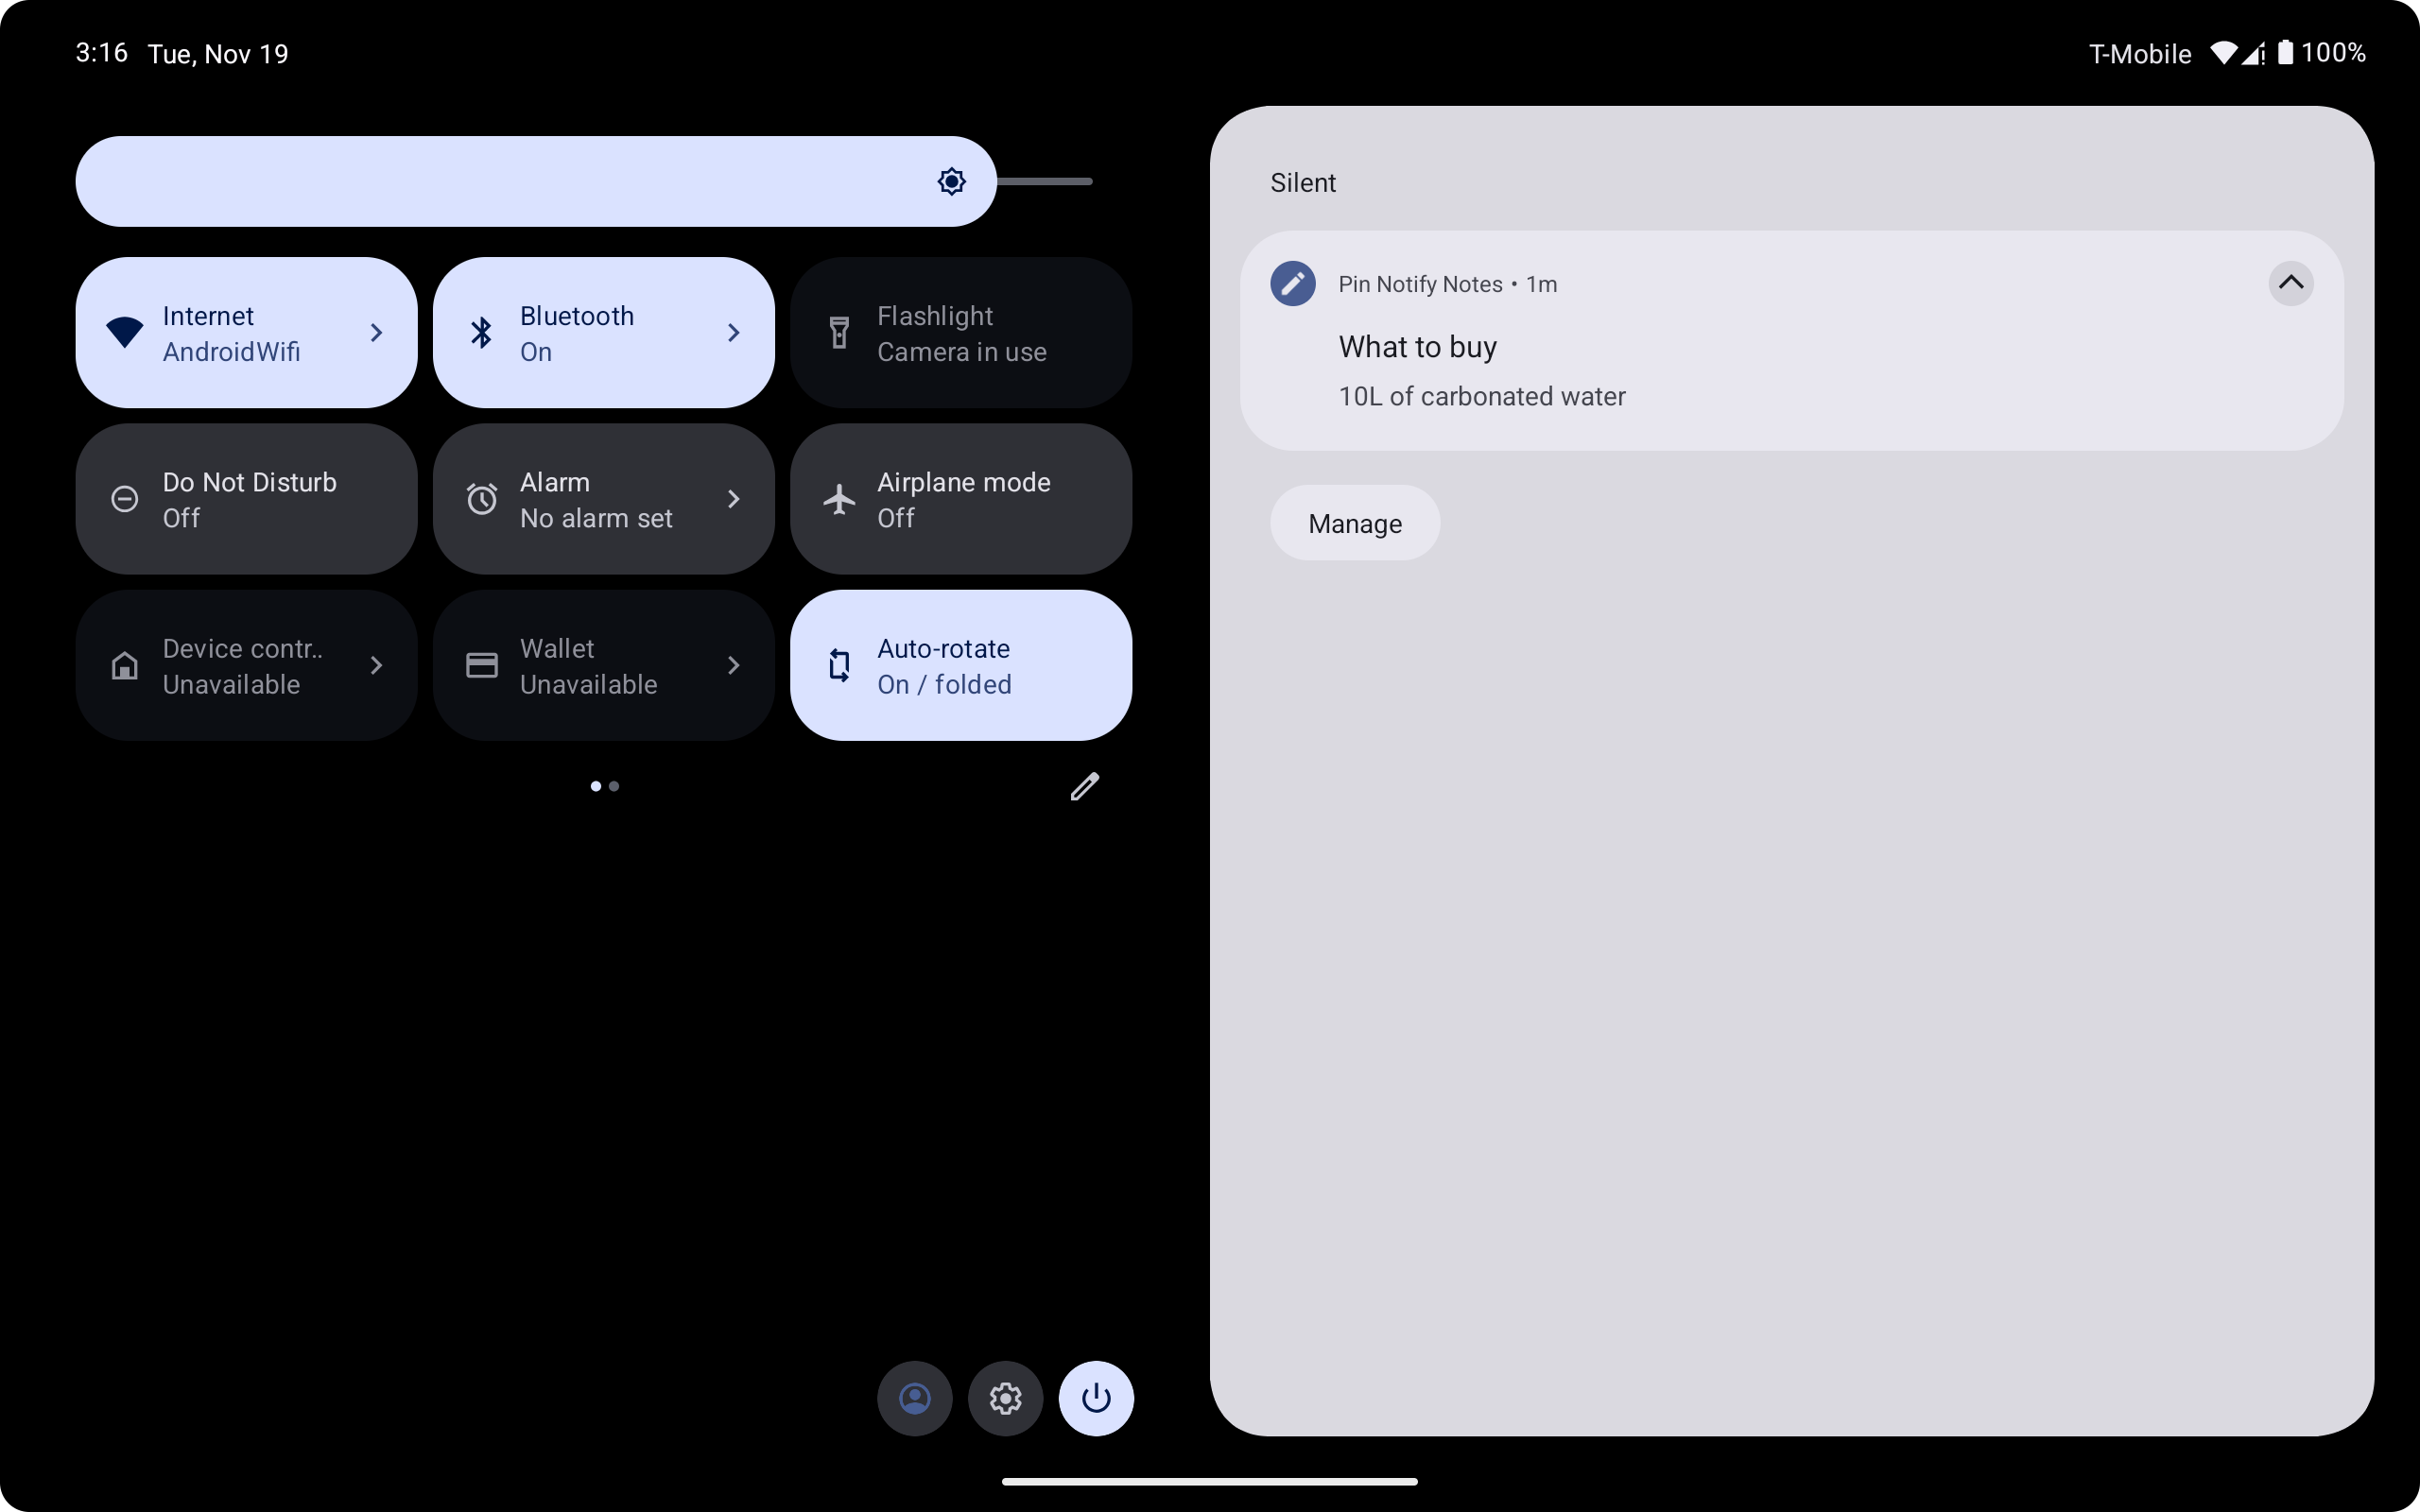 3:16 Tue, Nov 19
T-Mobile 100%
Internet
AndroidWifi
Bluetooth
On
Flashlight
Camera in use
Do Not Disturb
Off
Alarm
No alarm set
Airplane mode
Off
Device contr..
Unavailable
Wallet
Unavailable
Auto-rotate
On / folded
Silent
Pin Notify Notes • 1m
What to buy
10L of carbonated water
Manage